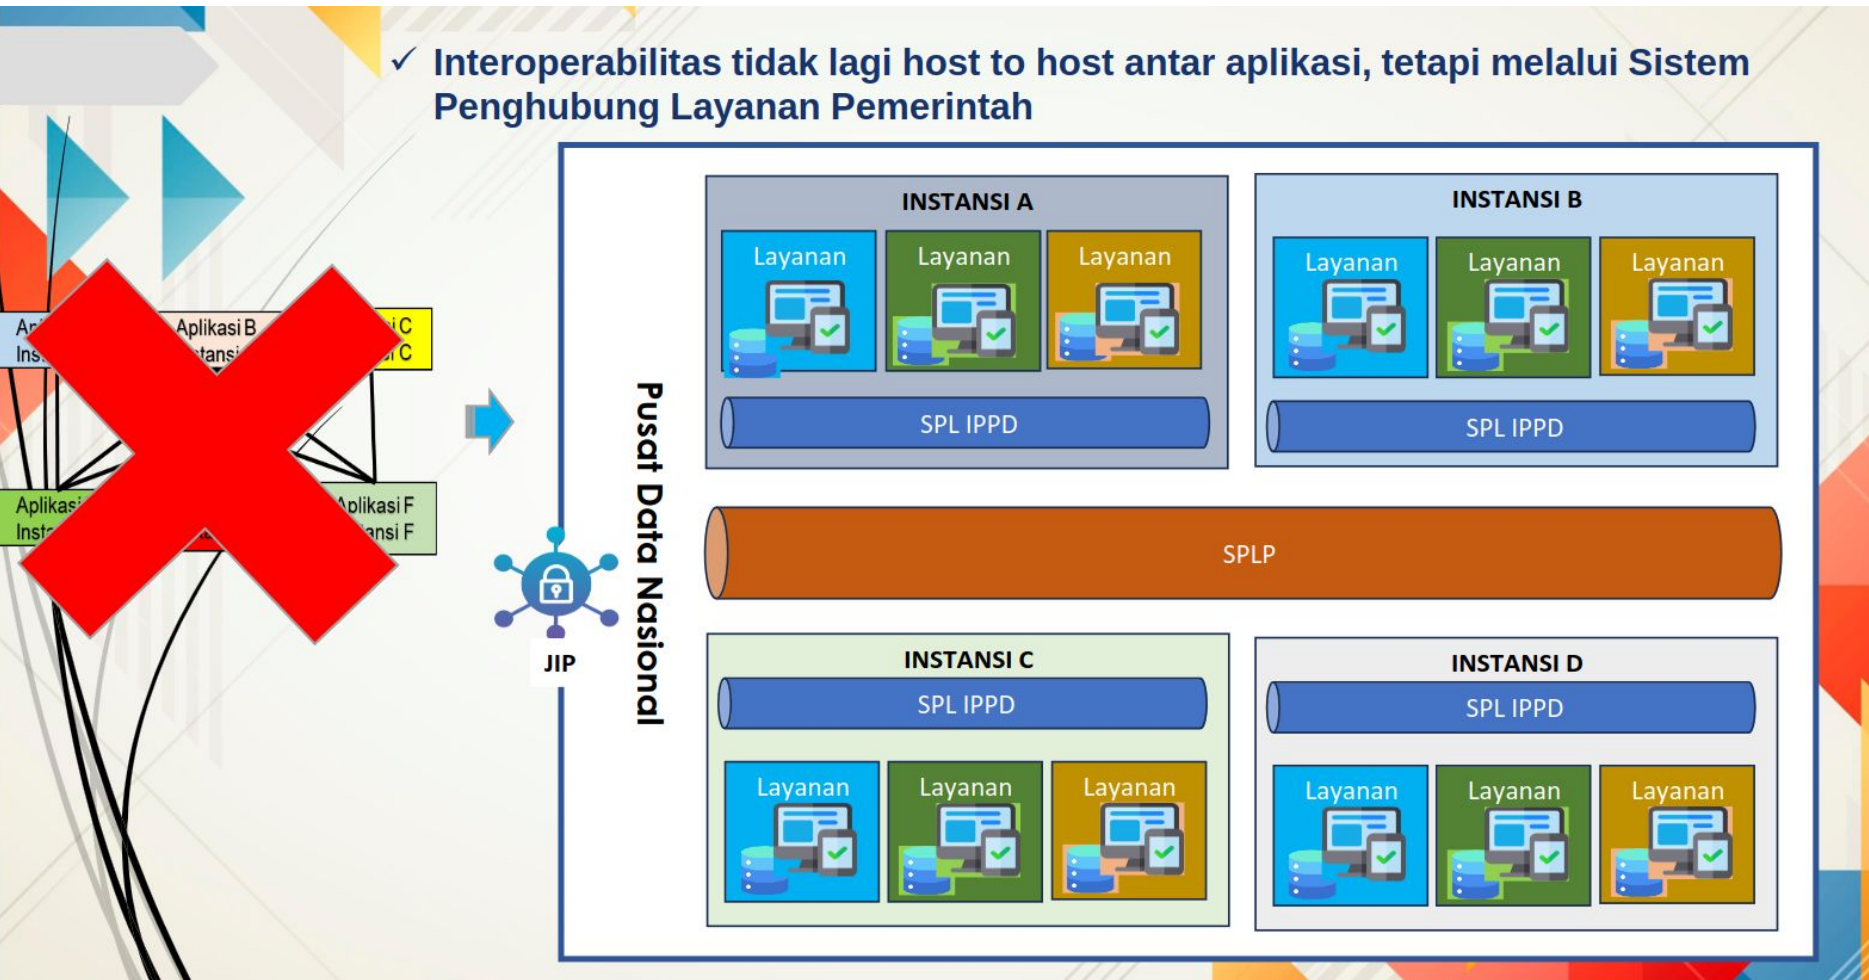 ✓ Interoperabilitas tidak lagi host to host antar aplikasi, tetapi melalui Sistem
Penghubung Layanan Pemerintah
Aplikasi B
C
C
Aplikasi
Aplikasi F
Instansi F
JIP
Pusat Data Nasional
INSTANSI A
Layanan
Layanan
Layanan
SPL IPPD
INSTANSI B
Layanan
Layanan
Layanan
SPL IPPD
SPLP
INSTANSI C
SPL IPPD
Layanan
Layanan
Layanan
INSTANSI D
SPL IPPD
Layanan
Layanan
Layanan